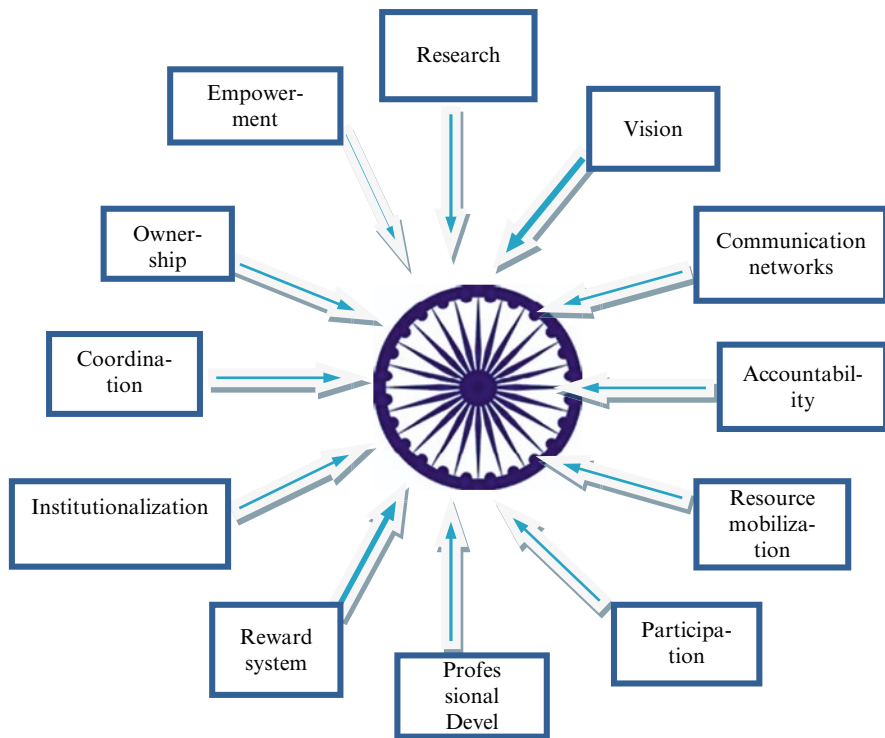 Research
Vision
Communication
networks
Accountabil-
ity
Resource
mobiliza-
tion
Participa-
tion
Profes
sional
Devel
Reward
system
Institutionalization
Coordina-
tion
Owner-
ship
Empower-
ment